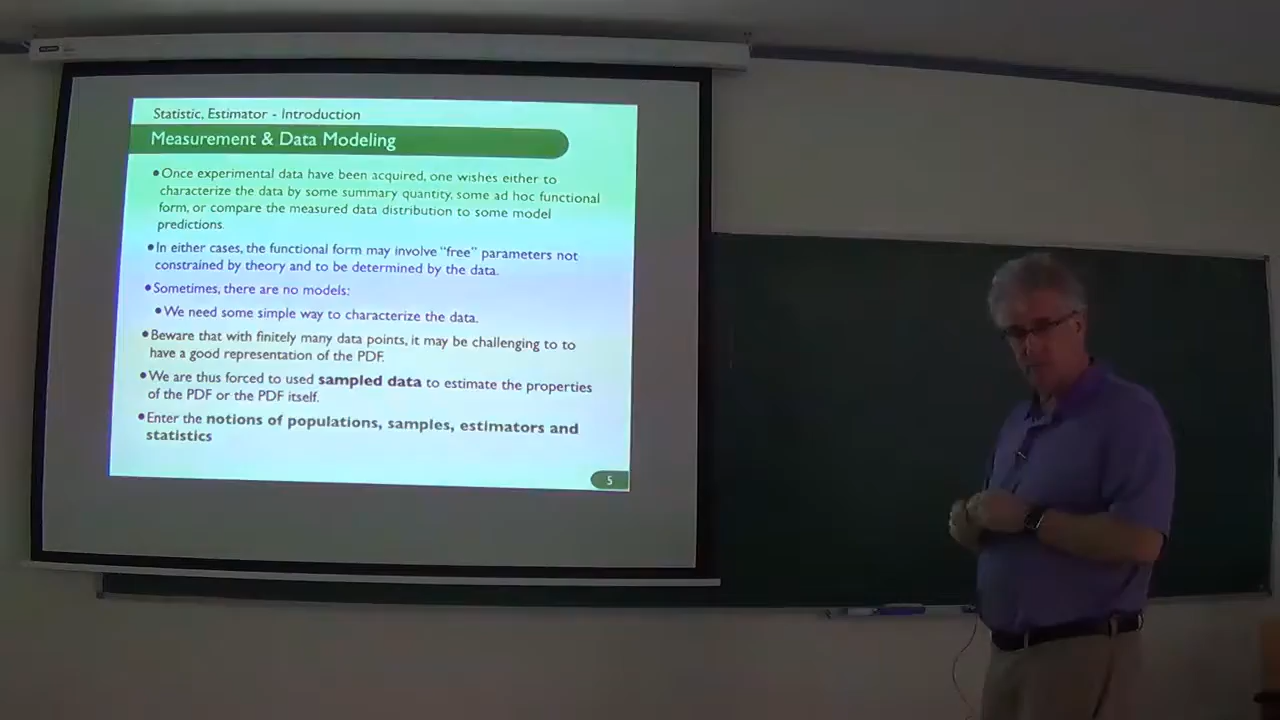 Statistic, Estimator - Introduction
Measurement & Data Modeling
•Once experimental data have been acquired, one wishes either to
characterize the data by some summary quantity, some ad hoc functional
form, or compare the measured data distribution to some model
predictions.
•In either cases, the functional form may involve "free" parameters not
constrained by theory and to be determined by the data.
•Sometimes, there are no models:
•We need some simple way to characterize the data.
•Beware that with finitely many data points, it may be challenging to to
have a good representation of the PDF.
•We are thus forced to used sampled data to estimate the properties
of the PDF or the PDF itself.
•Enter the notions of populations, samples, estimators and
statistics
5